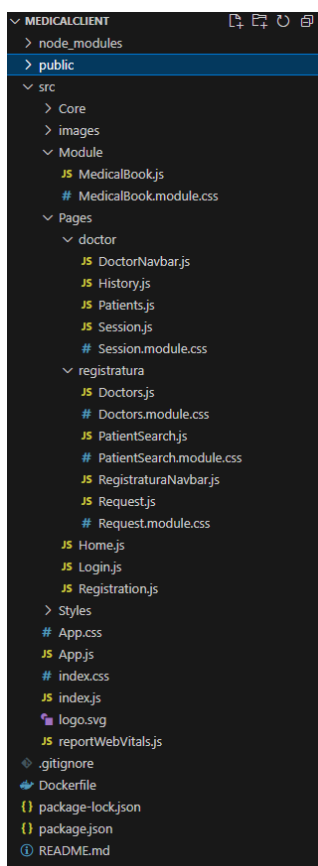 MEDICALCLIENT
node_modules
public
src
Core
images
Module
JS MedicalBook.js
# MedicalBook.module.css
Pages
doctor
JS DoctorNavbar.js
JS History.js
JS Patients.js
JS Session.js
# Session.module.css
registratura
JS Doctors.js
# Doctors.module.css
JS PatientSearch.js
# PatientSearch.module.css
JS RegistraturaNavbar.js
JS Request.js
# Request.module.css
JS Home.js
JS Login.js
JS Registration.js
Styles
# App.css
JS App.js
# index.css
JS index.js
logo.svg
JS reportWebVitals.js
.gitignore
Dockerfile
{} package-lock.json
{} package.json
README.md